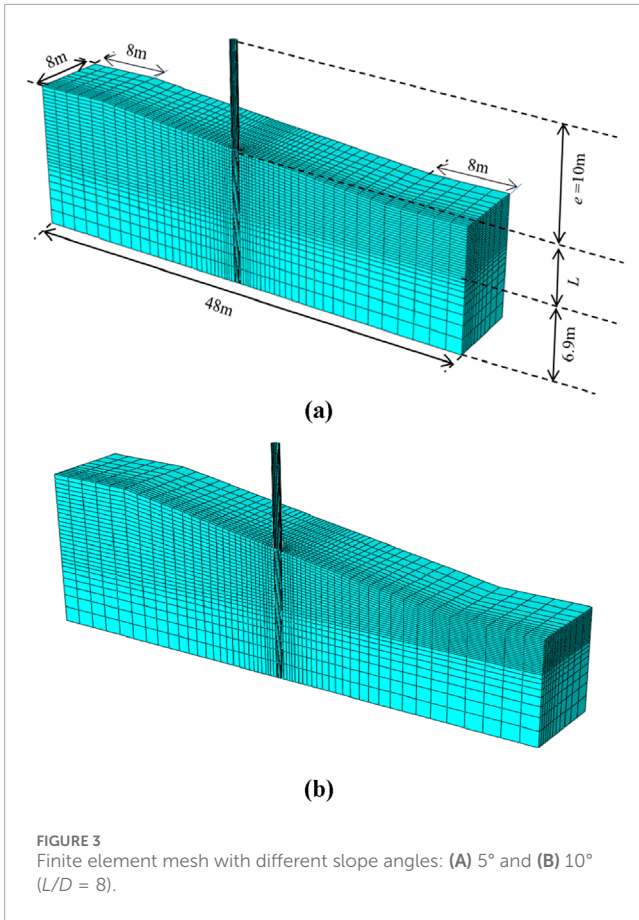 8m
8m
8m
e =10m
L
6.9m
48m
(a)
(b)
FIGURE 3
Finite element mesh with different slope angles: (A) 5° and (B) 10°
(L/D = 8).